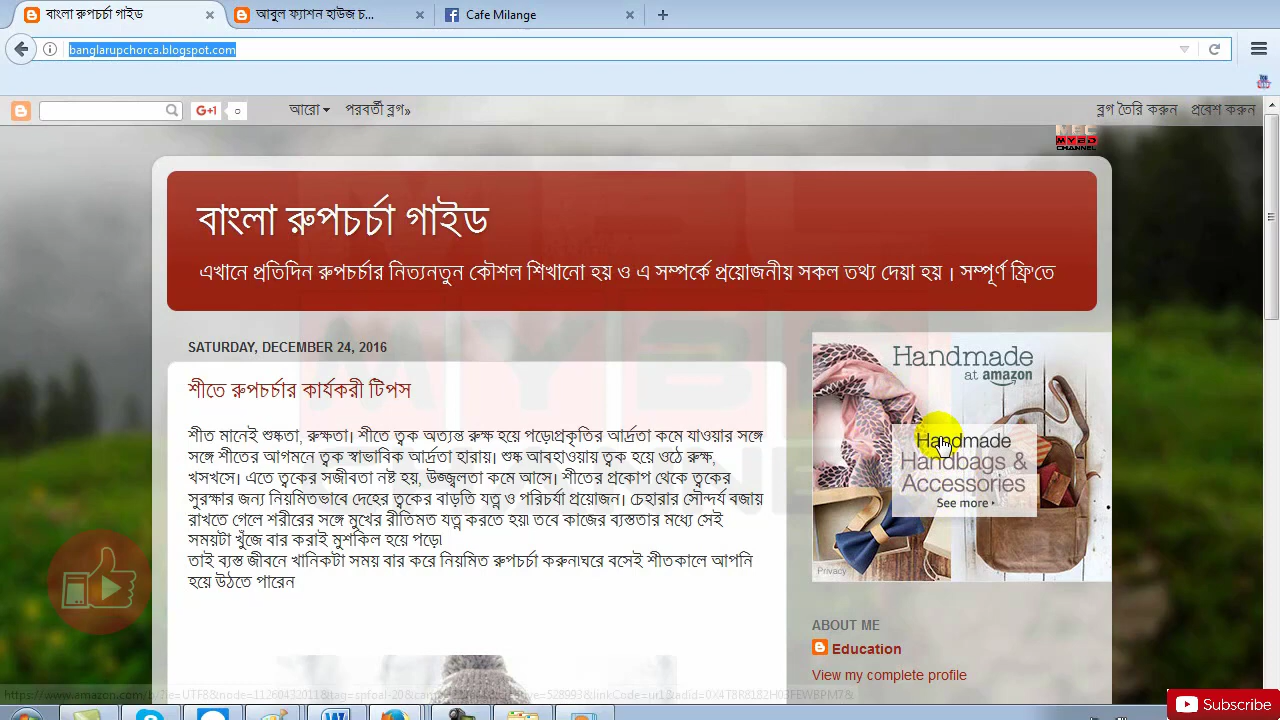 বাংলা রুপচর্চা গাইড
আবুল ফ্যাশন হাউজ চ...
Cafe Milange
banglarupchorca.blogspot.com
G+1
০
আরো
পরবর্তী ব্লগ»
ব্লগ তৈরি করুন
প্রবেশ করুন
MEC
MYBD
CHANNEL
বাংলা রুপচর্চা গাইড
এখানে প্রতিদিন রুপচর্চার নিত্যনতুন কৌশল শিখানো হয় ও এ সম্পর্কে প্রয়োজনীয় সকল তথ্য দেয়া হয় । সম্পূর্ণ ফ্রি'তে
SATURDAY, DECEMBER 24, 2016
শীতে রুপচর্চার কার্যকরী টিপস
শীত মানেই শুষ্কতা, রুক্ষতা। শীতে ত্বক অত্যন্ত রুক্ষ হয়ে পড়ে।প্রকৃতির আর্দ্রতা কমে যাওয়ার সঙ্গে
সঙ্গে শীতের আগমনে ত্বক স্বাভাবিক আর্দ্রতা হারায়। শুষ্ক আবহাওয়ায় ত্বক হয়ে ওঠে রুক্ষ,
খসখসে। এতে ত্বকের সজীবতা নষ্ট হয়, উজ্জ্বলতা কমে আসে। শীতের প্রকোপ থেকে ত্বকের
সুরক্ষার জন্য নিয়মিতভাবে দেহের ত্বকের বাড়তি যত্ন ও পরিচর্যা প্রয়োজন। চেহারার সৌন্দর্য বজায়
রাখতে গেলে শরীরের সঙ্গে মুখের রীতিমত যত্ন করতে হয়। তবে কাজের ব্যস্ততার মধ্যে সেই
সময়টা খুঁজে বার করাই মুশকিল হয়ে পড়ে।
তাই ব্যস্ত জীবনে খানিকটা সময় বার করে নিয়মিত রুপচর্চা করুন।ঘরে বসেই শীতকালে আপনি
হয়ে উঠতে পারেন
Handmade
at amazon
Handmade
Handbags &
Accessories
See more
Privacy
ABOUT ME
Education
View my complete profile
Subscribe